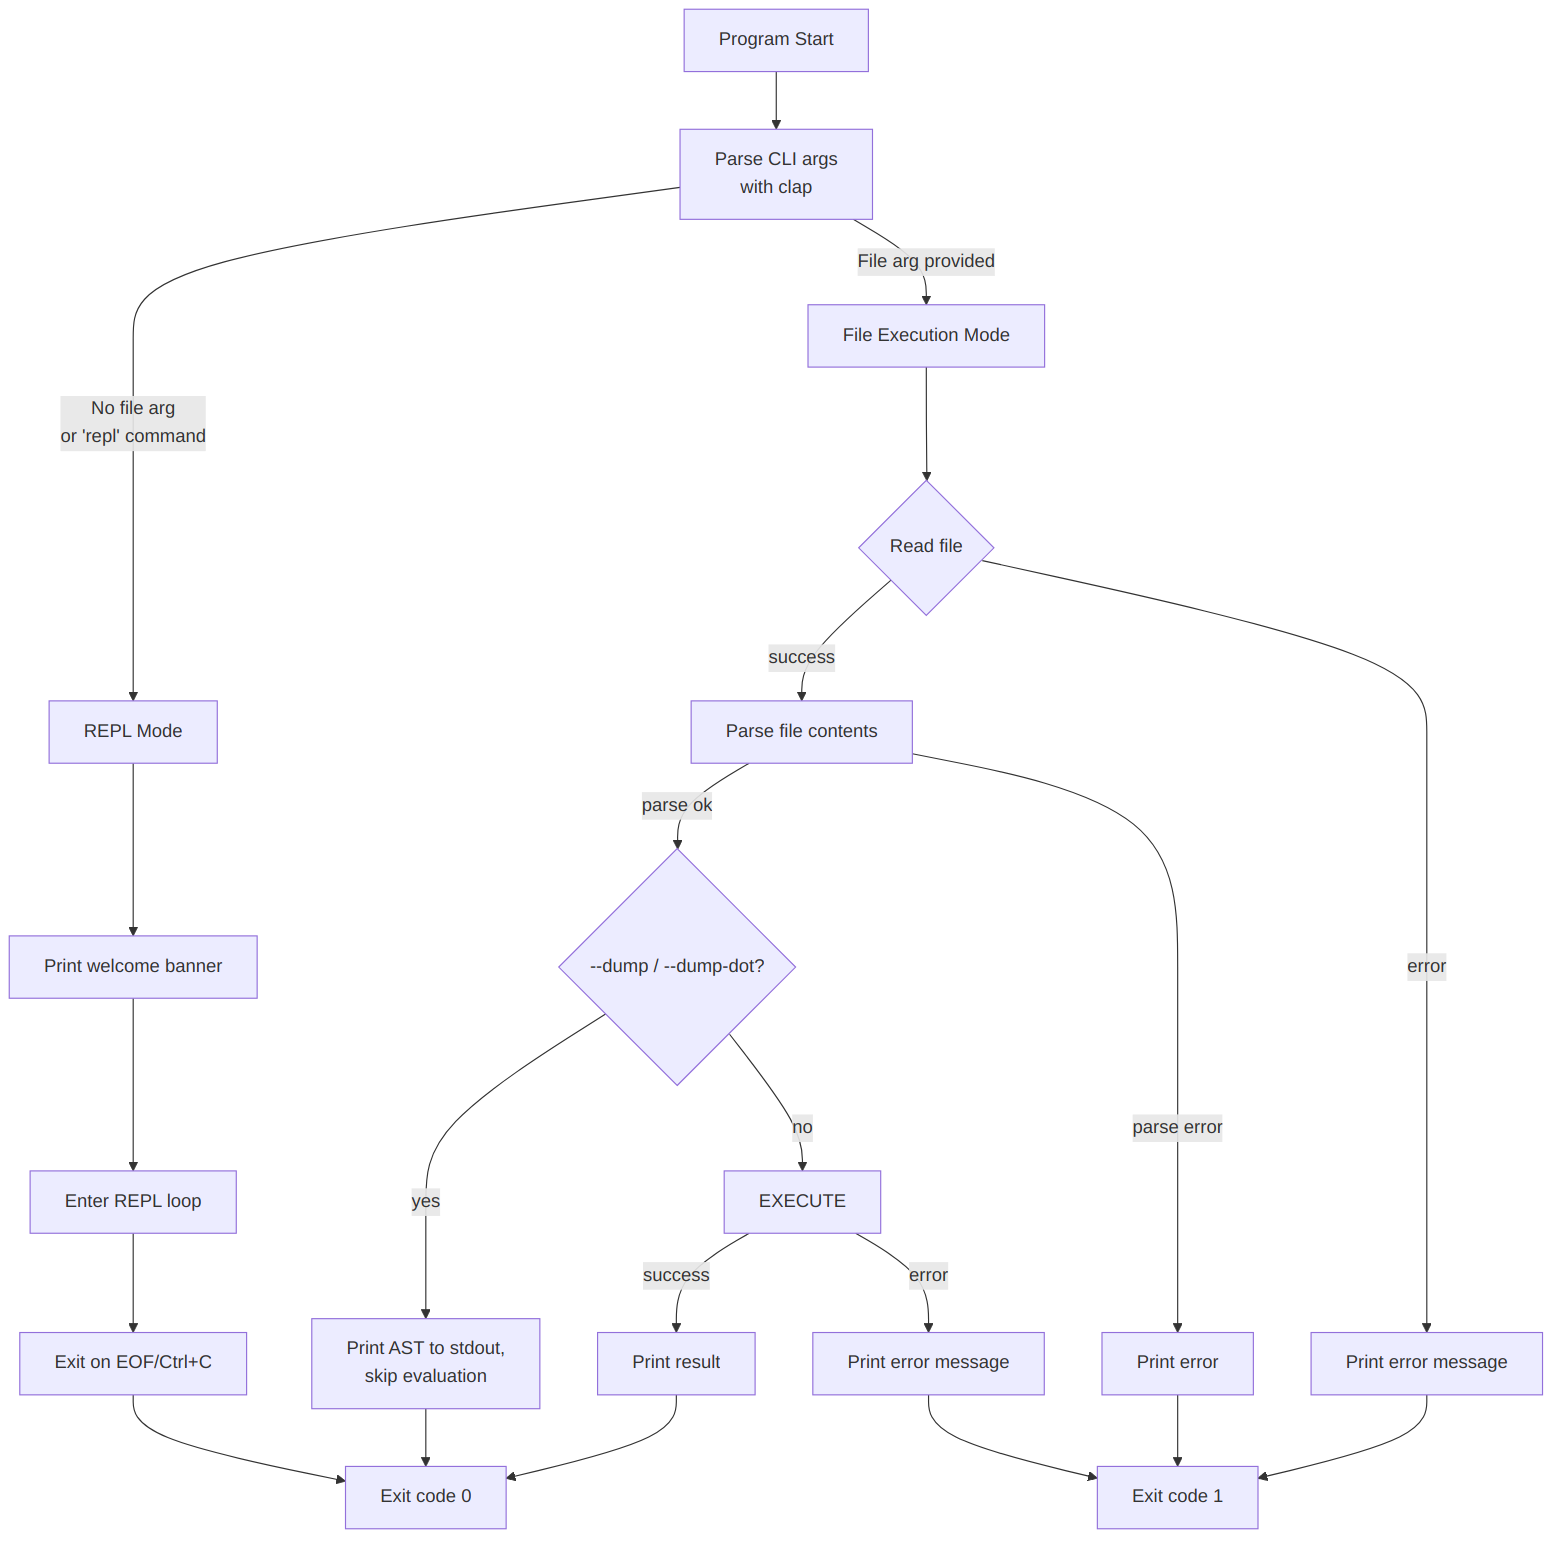 Program Start
Parse CLI args
with clap
File arg provided
File Execution Mode
No file arg
or 'repl' command
Read file
success
REPL Mode
Parse file contents
parse ok
Print welcome banner
--dump / --dump-dot?
error
no
parse error
Enter REPL loop
yes
EXECUTE
success
error
Exit on EOF/Ctrl+C
Print AST to stdout,
skip evaluation
Print result
Print error message
Print error
Print error message
Exit code 0
Exit code 1